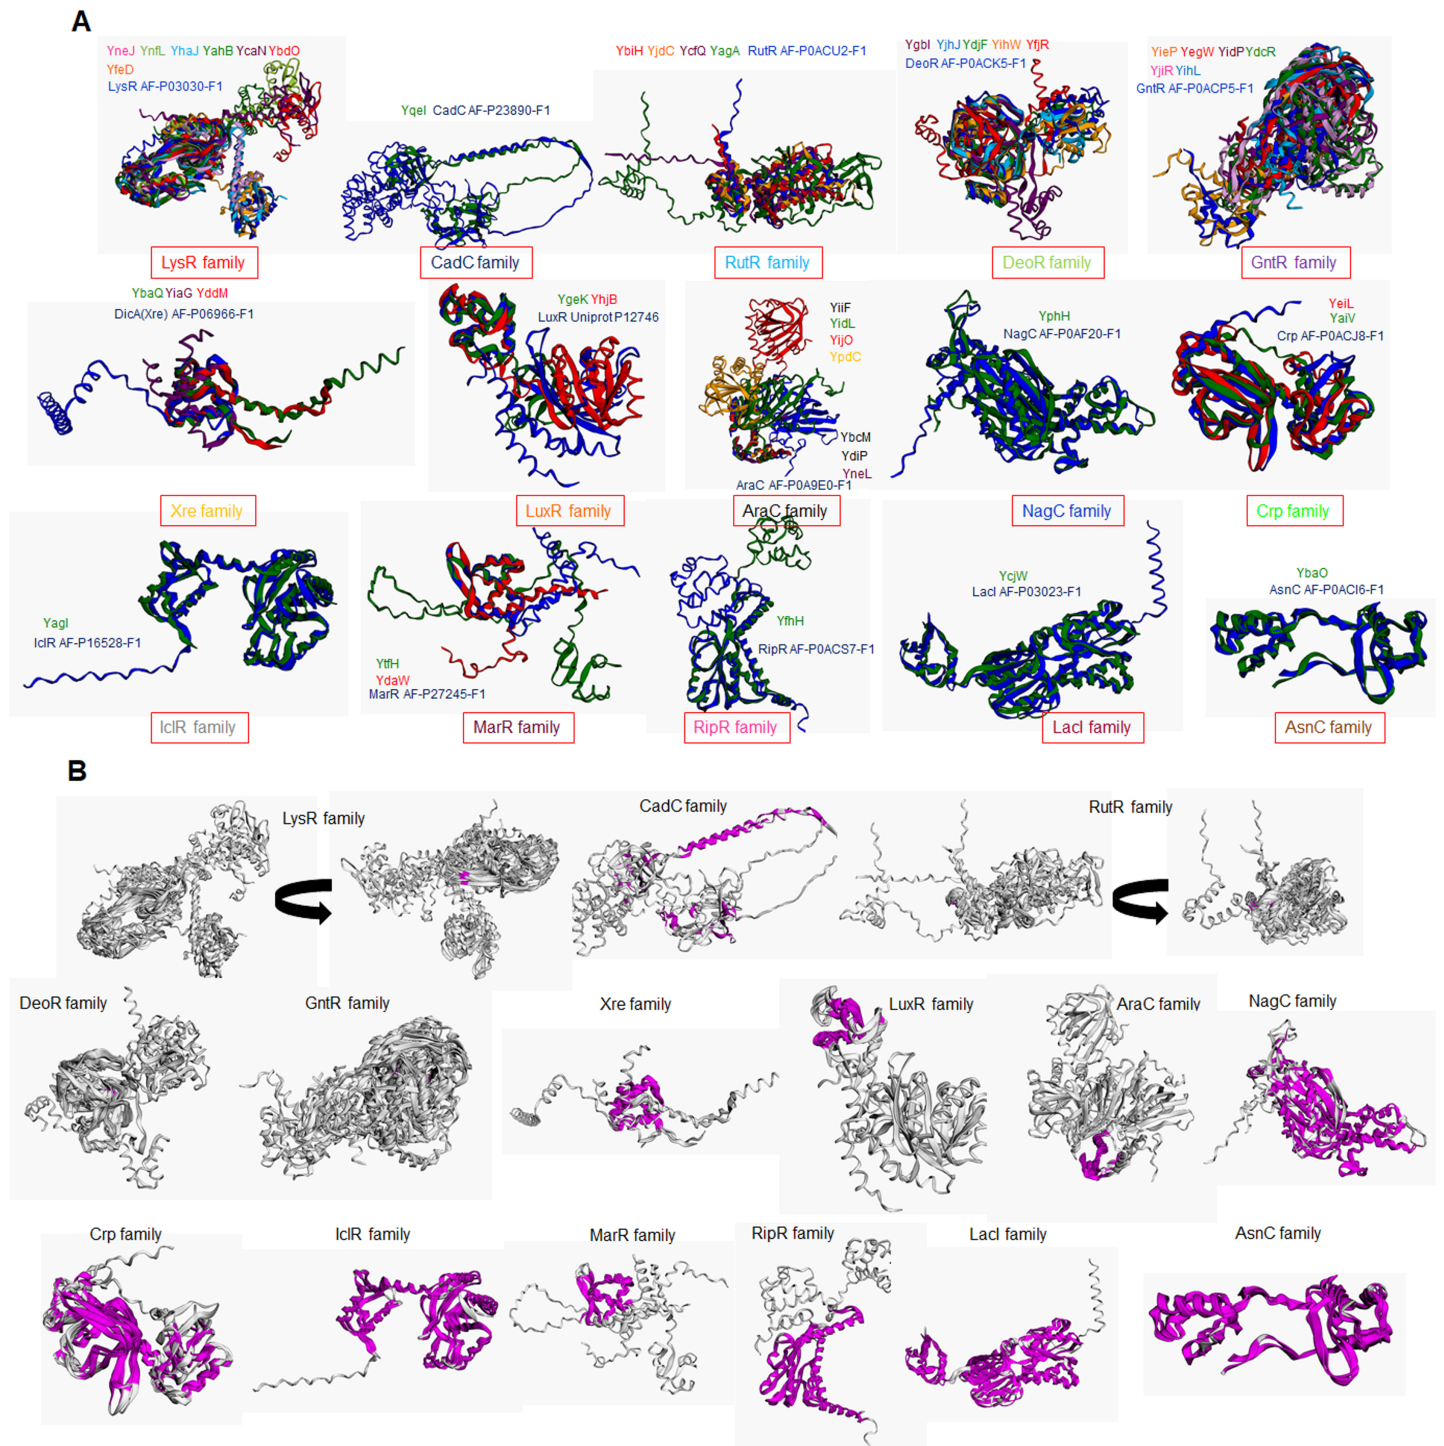 A
YneJ YnfL YhaJ YahB YcaN YbdO
YfeD
LysR AF-P03030-F1
LysR family
YqeI CadC AF-P23890-F1
CadC family
YbiH YjdC YcfQ YagA RutR AF-P0ACU2-F1
RutR family
YgbI YjhJ YdjF YihW YfjR
DeoR AF-P0ACK5-F1
DeoR family
YieP YegW YidP YdcR
YjiR YihL
GntR AF-P0ACP5-F1
GntR family
YbaQ YiaG YddM
DicA(Xre) AF-P06966-F1
Xre family
YgeK YhjB
LuxR Uniprot P12746
LuxR family
YiiF
YidL
YijO
YpdC
YbcM
YdiP
YneL
AraC AF-P0A9E0-F1
AraC family
YphH
NagC AF-P0AF20-F1
NagC family
YeiL
YaiV
Crp AF-P0ACJ8-F1
Crp family
YagI
IclR AF-P16528-F1
IclR family
YtfH
YdaW
MarR AF-P27245-F1
MarR family
YfhH
RipR AF-P0ACS7-F1
RipR family
YcjW
LacI AF-P03023-F1
LacI family
YbaO
AsnC AF-P0ACI6-F1
AsnC family
B
LysR family
CadC family
RutR family
DeoR family
GntR family
Xre family
LuxR family
AraC family
NagC family
Crp family
IclR family
MarR family
RipR family
LacI family
AsnC family